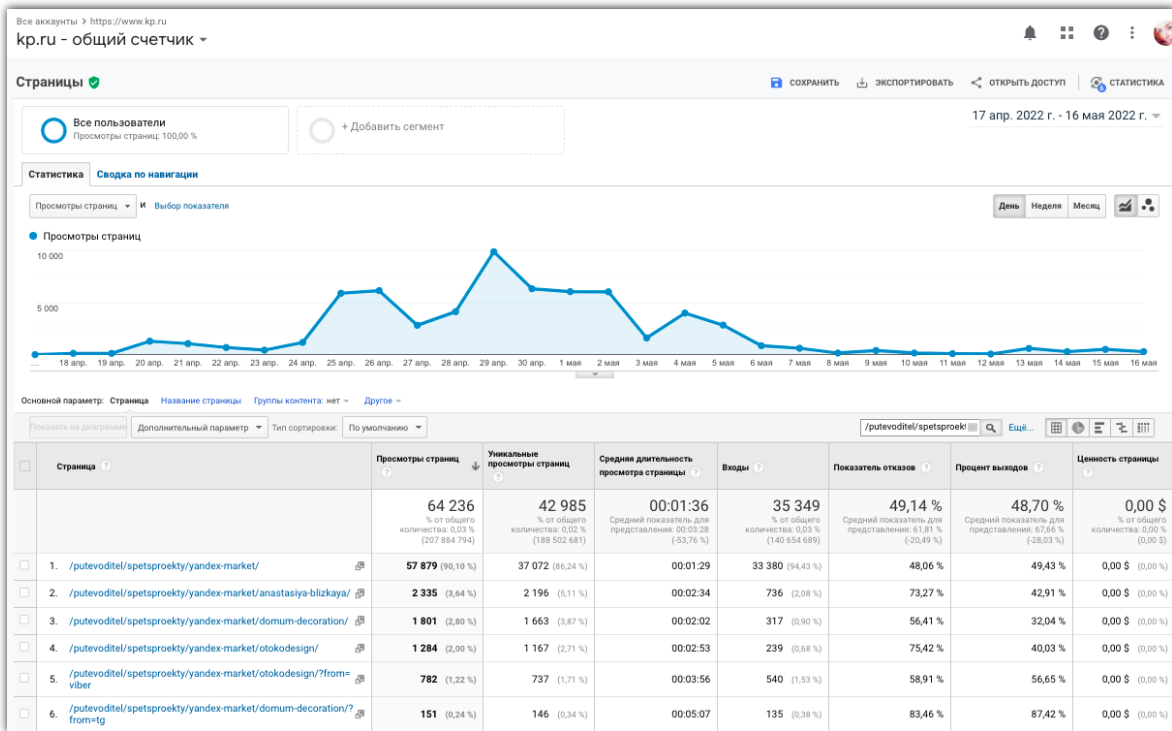 Все аккаунты > https://www.kp.ru
kp.ru - общий счетчик
Страницы
СОХРАНИТЬ ЭКСПОРТИРОВАТЬ ОТКРЫТЬ ДОСТУП СТАТИСТИКА
6
Все пользователи
Просмотры страниц: 100,00 %
+ Добавить сегмент
17 апр. 2022 г. - 16 мая 2022 г.
Статистика Сводка по навигации
Просмотры страниц И Выбор показателя
День Неделя Месяц
Просмотры страниц
10 000
5 000
... 18 апр. 19 апр. 20 апр. 21 апр. 22 апр. 23 апр. 24 апр. 25 апр. 26 апр. 27 апр. 28 апр. 29 апр. 30 апр. 1 мая 2 мая 3 мая 4 мая 5 мая 6 мая 7 мая 8 мая 9 мая 10 мая 11 мая 12 мая 13 мая 14 мая 15 мая 16 мая
Основной параметр: Страница Название страницы Группы контента: нет Другое
Показать на диаграмме Дополнительный параметр Тип сортировки: По умолчанию /putevoditel/spetsproekt Ещё...
Страница ? Просмотры страниц ? Уникальные просмотры страниц ? Средняя длительность просмотра страницы ? Входы ? Показатель отказов ? Процент выходов ? Ценность страницы ?
64 236 42 985 00:01:36 35 349 49,14 % 48,70 % 0,00 $
% от общего количества: 0,03 % (207 884 794) % от общего количества: 0,02 % (188 502 681) Средний показатель для представления: 00:03:28 (-53,76 %) % от общего количества: 0,03 % (140 654 689) Средний показатель для представления: 61,81 % (-20,49 %) Средний показатель для представления: 67,66 % (-28,03 %) % от общего количества: 0,00 % (0,00 $)
1. /putevoditel/spetsproekty/yandex-market/ 57 879 (90,10 %) 37 072 (86,24 %) 00:01:29 33 380 (94,43 %) 48,06 % 49,43 % 0,00 $ (0,00 %)
2. /putevoditel/spetsproekty/yandex-market/anastasiya-blizkaya/ 2 335 (3,64 %) 2 196 (5,11 %) 00:02:34 736 (2,08 %) 73,27 % 42,91 % 0,00 $ (0,00 %)
3. /putevoditel/spetsproekty/yandex-market/domum-decoration/ 1 801 (2,80 %) 1 663 (3,87 %) 00:02:02 317 (0,90 %) 56,41 % 32,04 % 0,00 $ (0,00 %)
4. /putevoditel/spetsproekty/yandex-market/otokodesign/ 1 284 (2,00 %) 1 167 (2,71 %) 00:02:53 239 (0,68 %) 75,42 % 40,03 % 0,00 $ (0,00 %)
5. /putevoditel/spetsproekty/yandex-market/otokodesign/?from=
viber 782 (1,22 %) 737 (1,71 %) 00:03:56 540 (1,53 %) 58,91 % 56,65 % 0,00 $ (0,00 %)
6. /putevoditel/spetsproekty/yandex-market/domum-decoration/?
from=tg 151 (0,24 %) 146 (0,34 %) 00:05:07 135 (0,38 %) 83,46 % 87,42 % 0,00 $ (0,00 %)